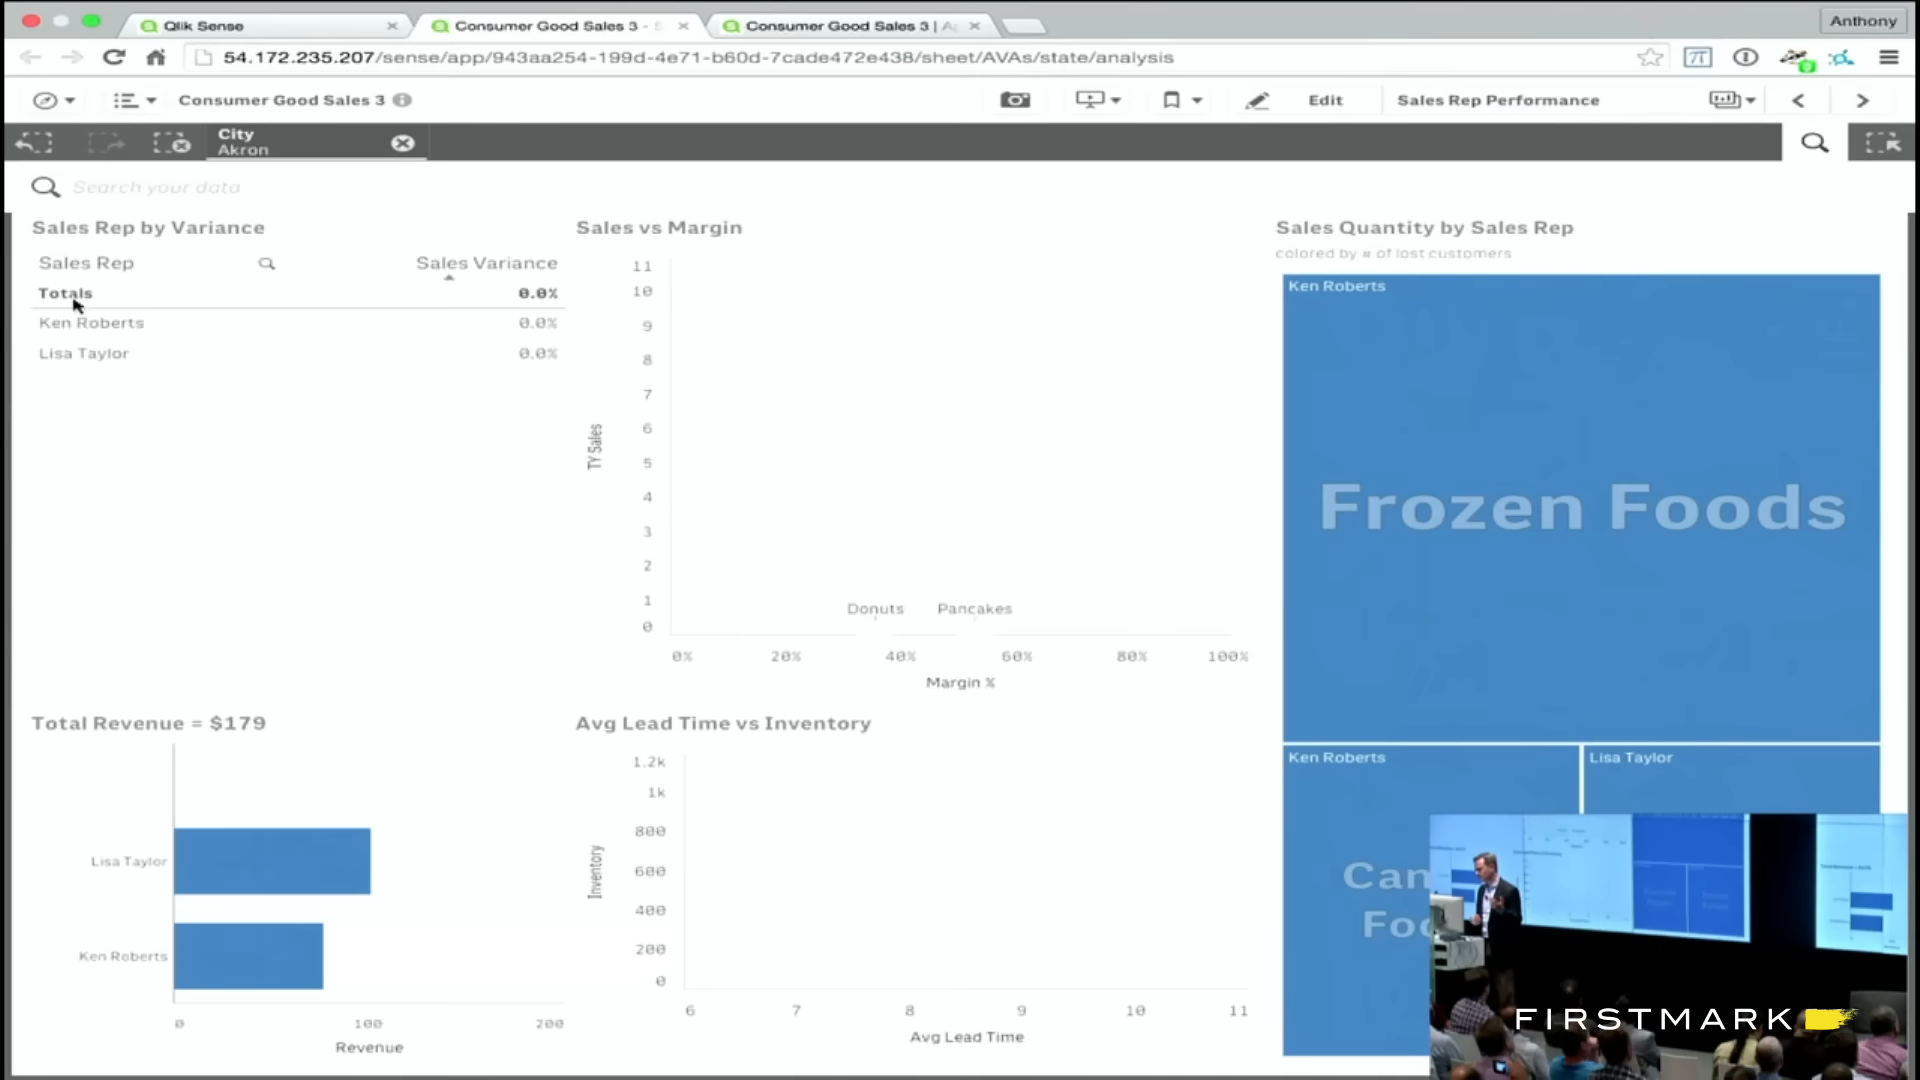 Qlik Sense
Consumer Good Sales 3 -
Consumer Good Sales 3 |
Anthony
54.172.235.207/sense/app/943aa254-199d-4e71-b60d-7cade472e438/sheet/AVAs/state/analysis
Consumer Good Sales 3
Edit
Sales Rep Performance
City
Akron
Search your data
Sales Rep by Variance
Sales Rep
Sales Variance
Totals
0.0%
Ken Roberts
0.0%
Lisa Taylor
0.0%
Sales vs Margin
11
10
9
8
7
6
5
4
3
2
1
0
TY Sales
Donuts
Pancakes
0%
20%
40%
60%
80%
100%
Margin %
Sales Quantity by Sales Rep
colored by # of lost customers
Ken Roberts
Frozen Foods
Ken Roberts
Lisa Taylor
Can
Foo
Total Revenue = $179
Lisa Taylor
Ken Roberts
0
100
200
Revenue
Avg Lead Time vs Inventory
1.2k
1k
800
600
400
200
0
Inventory
6
7
8
9
10
11
Avg Lead Time
FIRSTMARK